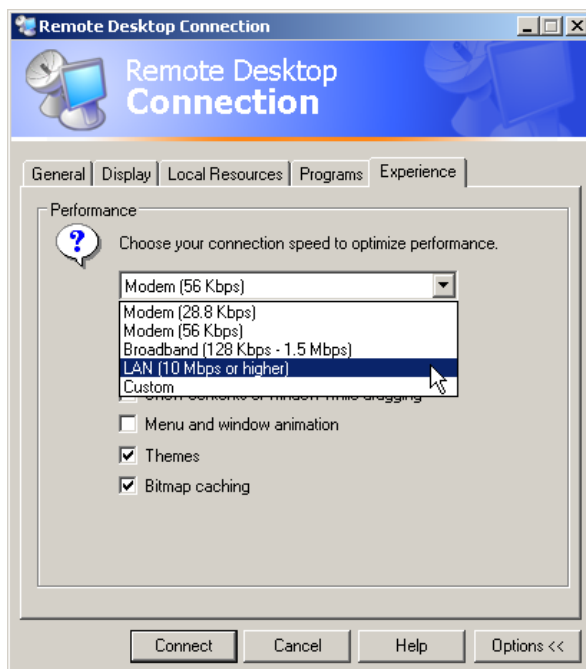 Remote Desktop Connection
Remote Desktop
Connection
General Display Local Resources Programs Experience
Performance
?
Choose your connection speed to optimize performance.
Modem (56 Kbps)
Modem (28.8 Kbps)
Modem (56 Kbps)
Broadband (128 Kbps - 1.5 Mbps)
LAN (10 Mbps or higher)
Custom
Menu and window animation
Themes
Bitmap caching
Connect Cancel Help Options <<